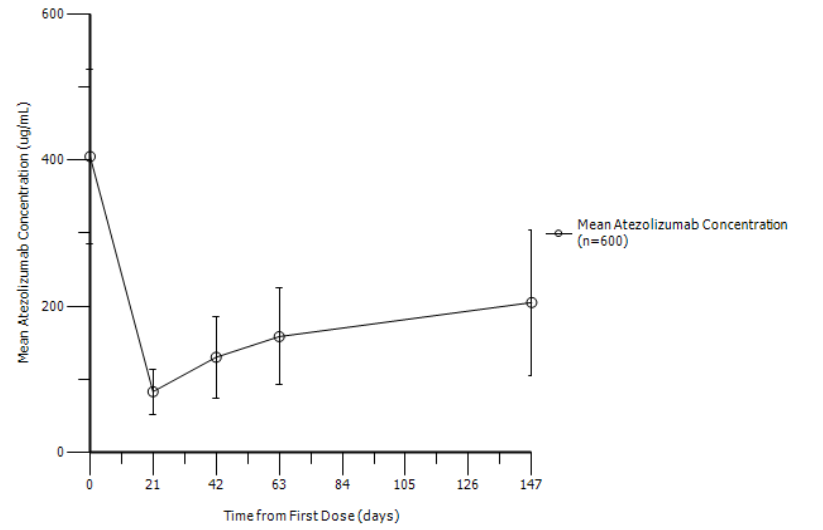 600
400
200
0
Mean Atezolizumab Concentration (ug/mL)
Mean Atezolizumab Concentration
(n=600)
0 21 42 63 84 105 126 147
Time from First Dose (days)